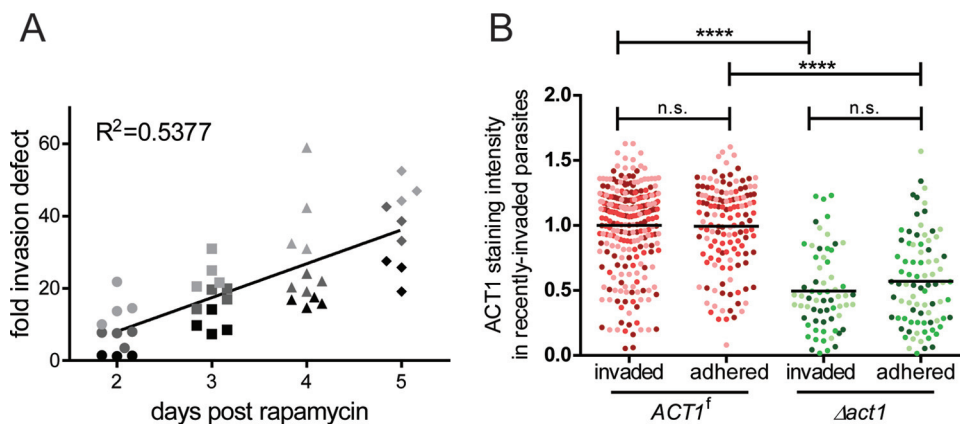 A
R²=0.5377
fold invasion defect
60
40
20
0
2 3 4 5
days post rapamycin
B
****
****
n.s. n.s.
ACT1 staining intensity
in recently-invaded parasites
2.0
1.5
1.0
0.5
0.0
invaded adhered invaded adhered
ACT1ᶠ Δact1